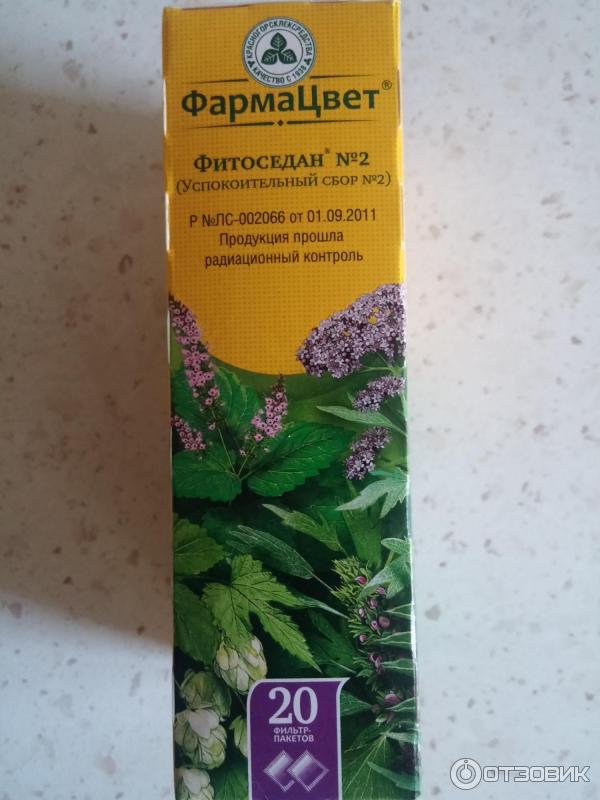 КРАСНОГОРСКЛЕКСРЕДСТВА
КАЧЕСТВО С 1938
ФармаЦвет®
Фитоседан® №2
(Успокоительный сбор №2)
Р №ЛС-002066 от 01.09.2011
Продукция прошла
радиационный контроль
20
ФИЛЬТР-
ПАКЕТОВ
ОТЗОВИК